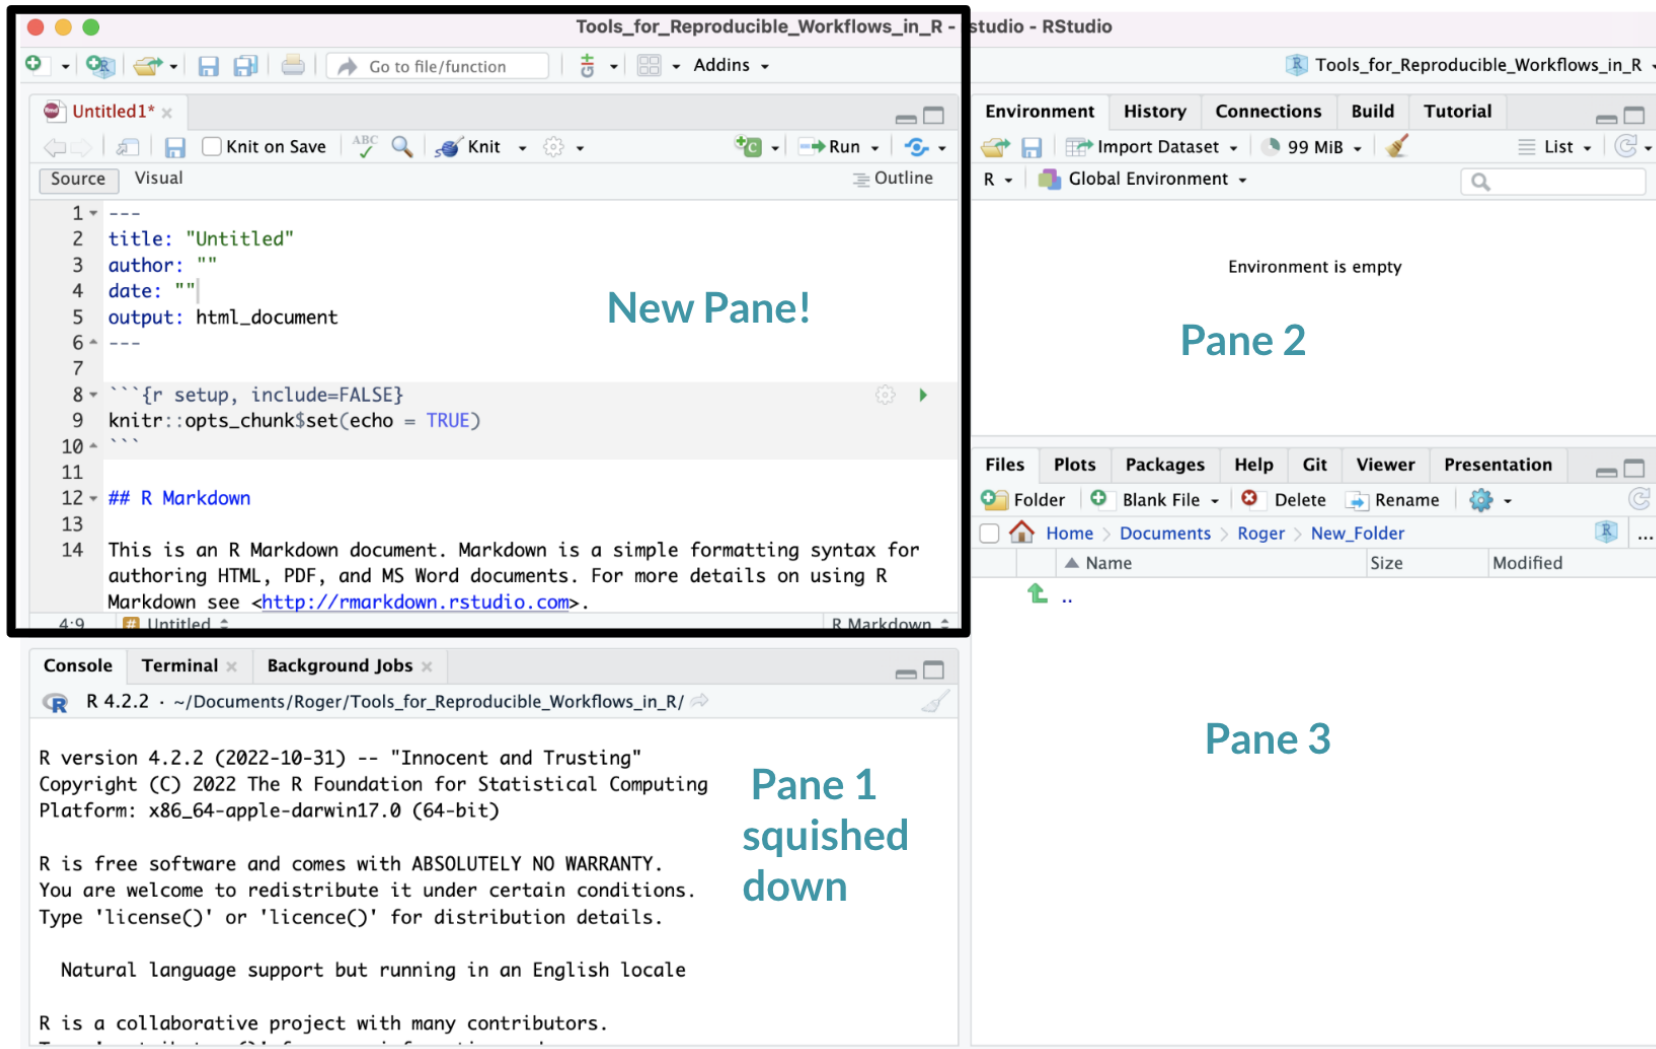 Tools_for_Reproducible_Workflows_in_R - studio - RStudio
Go to file/function
Addins
Tools_for_Reproducible_Workflows_in_R
Untitled1*
Knit on Save
ABC
Knit
Run
Source
Visual
Outline
1 ---
2 title: "Untitled"
3 author: ""
4 date: ""
5 output: html_document
6 ---
7
8 ```{r setup, include=FALSE}
9 knitr::opts_chunk$set(echo = TRUE)
10 ```
11
12 ## R Markdown
13
14 This is an R Markdown document. Markdown is a simple formatting syntax for
authoring HTML, PDF, and MS Word documents. For more details on using R
Markdown see <http://rmarkdown.rstudio.com>.
4:9 # Untitled R Markdown
New Pane!
Environment History Connections Build Tutorial
Import Dataset 99 MiB List
R Global Environment
Environment is empty
Pane 2
Files Plots Packages Help Git Viewer Presentation
Folder Blank File Delete Rename
Home > Documents > Roger > New_Folder R ...
Name Size Modified
..
Pane 3
Console Terminal Background Jobs
R R 4.2.2 · ~/Documents/Roger/Tools_for_Reproducible_Workflows_in_R/
R version 4.2.2 (2022-10-31) -- "Innocent and Trusting"
Copyright (C) 2022 The R Foundation for Statistical Computing
Platform: x86_64-apple-darwin17.0 (64-bit)
R is free software and comes with ABSOLUTELY NO WARRANTY.
You are welcome to redistribute it under certain conditions.
Type 'license()' or 'licence()' for distribution details.
Natural language support but running in an English locale
R is a collaborative project with many contributors.
Pane 1
squished
down